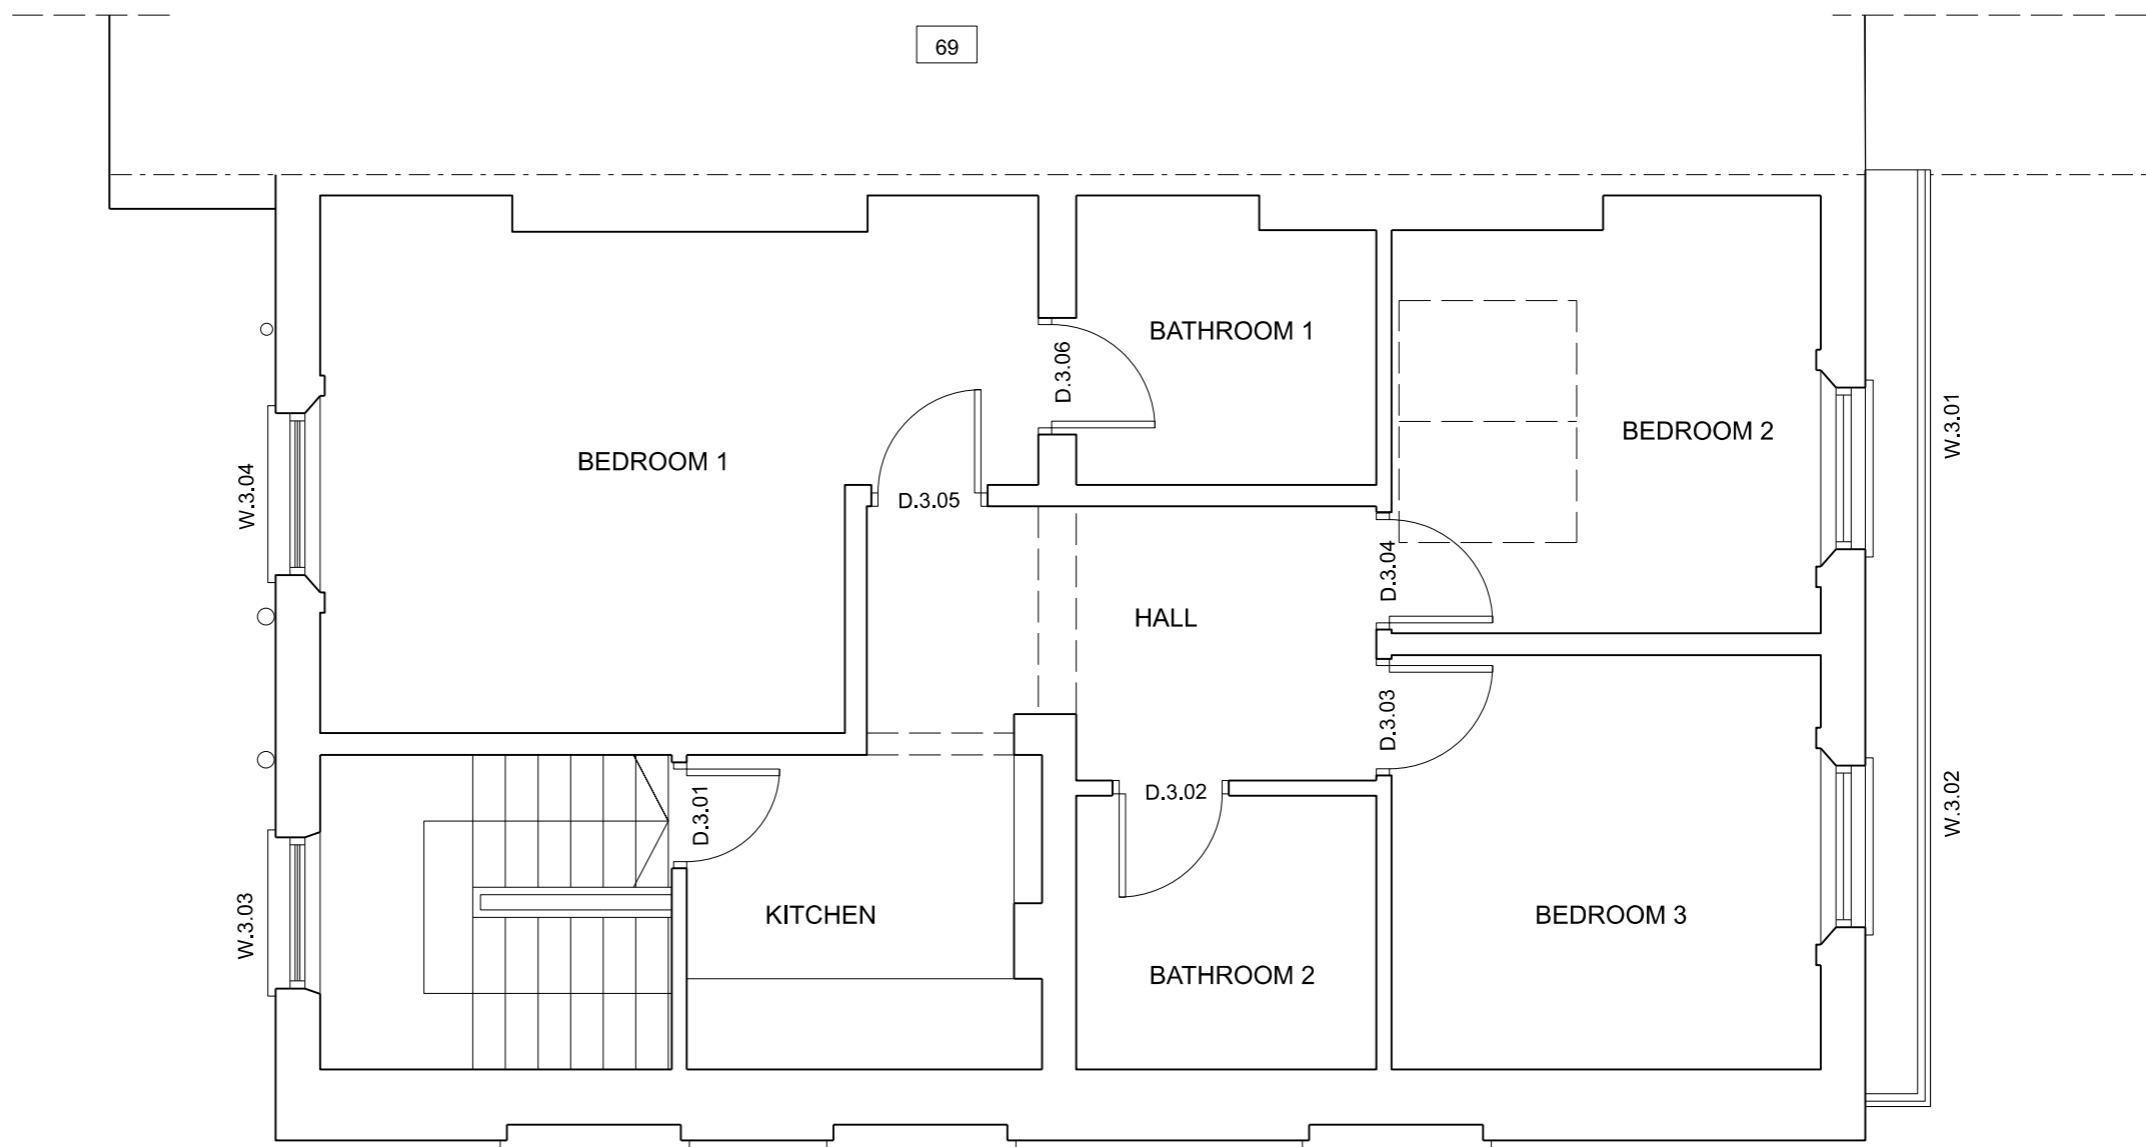 69
BATHROOM 1
D.3.06
W.3.01
BEDROOM 2
BEDROOM 1
W.3.04
D.3.05
D.3.04
HALL
D.3.03
D.3.02
D.3.01
W.3.02
W.3.03
KITCHEN
BEDROOM 3
BATHROOM 2